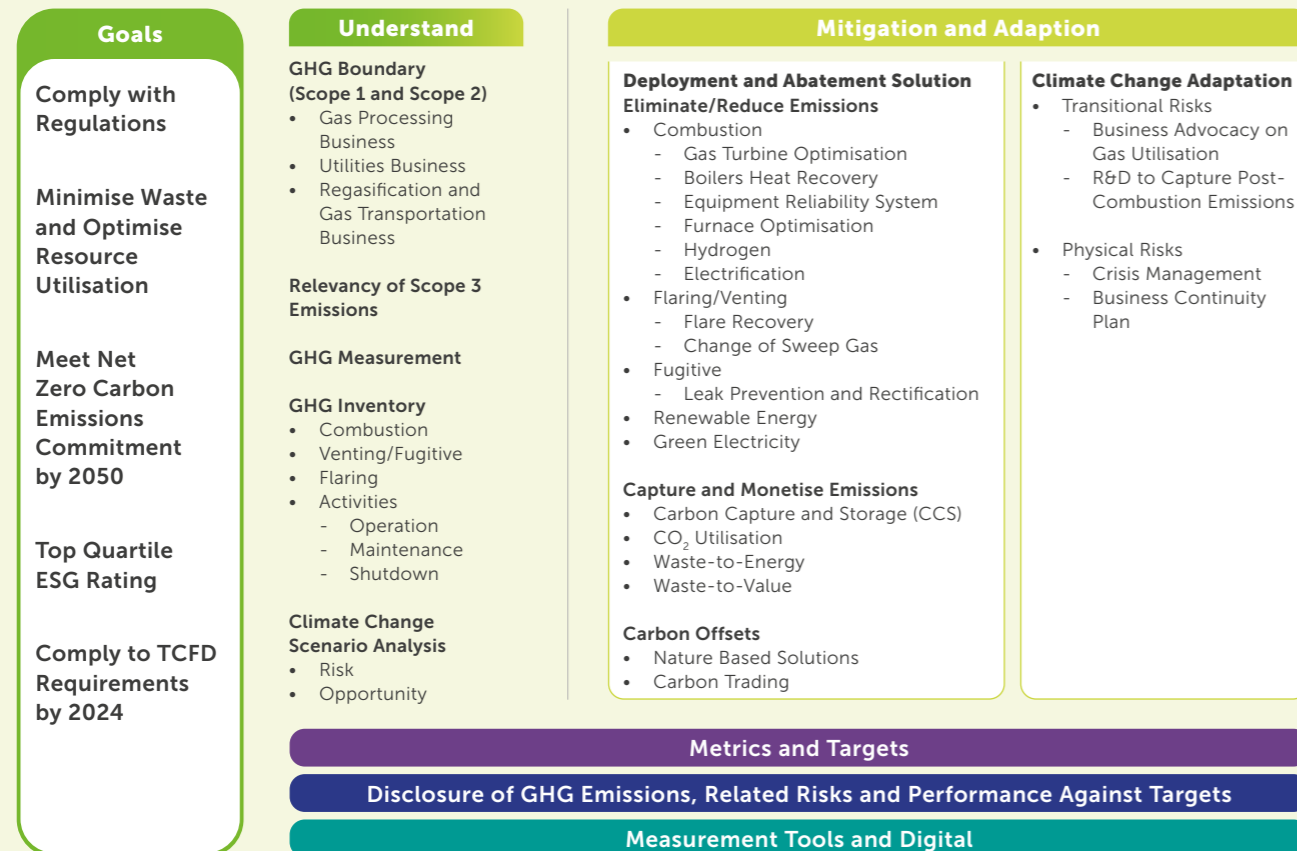 Goals
Comply with
Regulations
Minimise Waste
and Optimise
Resource
Utilisation
Meet Net
Zero Carbon
Emissions
Commitment
by 2050
Top Quartile
ESG Rating
Comply to TCFD
Requirements
by 2024
Understand
GHG Boundary
(Scope 1 and Scope 2)
• Gas Processing
Business
• Utilities Business
• Regasification and
Gas Transportation
Business
Relevancy of Scope 3
Emissions
GHG Measurement
GHG Inventory
• Combustion
• Venting/Fugitive
• Flaring
• Activities
- Operation
- Maintenance
- Shutdown
Climate Change
Scenario Analysis
• Risk
• Opportunity
Mitigation and Adaption
Deployment and Abatement Solution
Eliminate/Reduce Emissions
• Combustion
- Gas Turbine Optimisation
- Boilers Heat Recovery
- Equipment Reliability System
- Furnace Optimisation
- Hydrogen
- Electrification
• Flaring/Venting
- Flare Recovery
- Change of Sweep Gas
• Fugitive
- Leak Prevention and Rectification
• Renewable Energy
• Green Electricity
Capture and Monetise Emissions
• Carbon Capture and Storage (CCS)
• CO₂ Utilisation
• Waste-to-Energy
• Waste-to-Value
Carbon Offsets
• Nature Based Solutions
• Carbon Trading
Climate Change Adaptation
• Transitional Risks
- Business Advocacy on
Gas Utilisation
- R&D to Capture Post-
Combustion Emissions
• Physical Risks
- Crisis Management
- Business Continuity
Plan
Metrics and Targets
Disclosure of GHG Emissions, Related Risks and Performance Against Targets
Measurement Tools and Digital